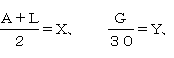 A+L/2=X、 G/30=Y、